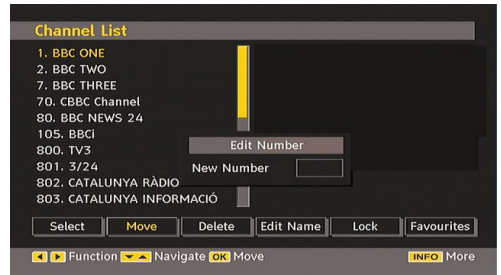 Channel List
1. BBC ONE
2. BBC TWO
7. BBC THREE
70. CBBC Channel
80. BBC NEWS 24
105. BBCi
800. TV3
801. 3/24
802. CATALUNYA RÀDIO
803. CATALUNYA INFORMACIÓ
Edit Number
New Number
Select Move Delete Edit Name Lock Favourites
Function Navigate OK Move INFO More